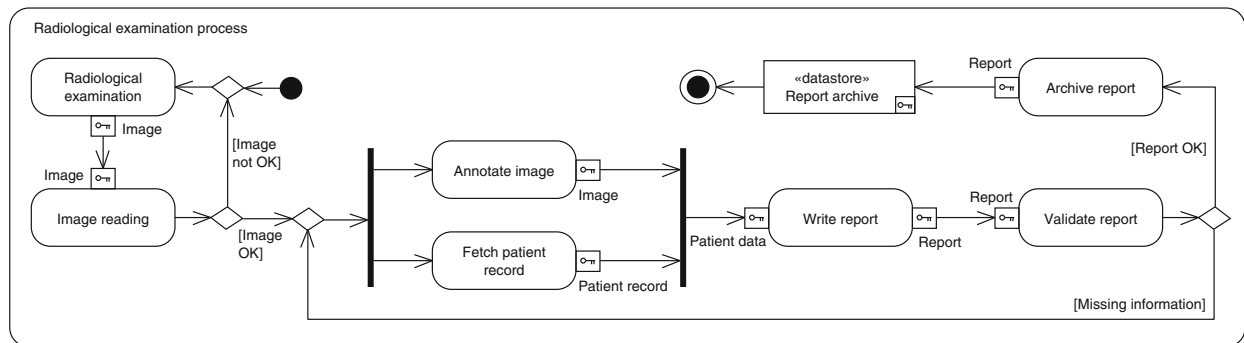 Radiological examination process
Radiological
examination
Image
Image
Image reading
[Image
not OK]
[Image
OK]
Annotate image
Image
Fetch patient
record
Patient record
«datastore»
Report archive
Report
Archive report
[Report OK]
Patient data
Write report
Report
Report
Validate report
[Missing information]